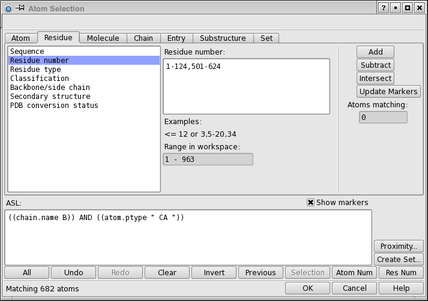 Atom Selection
Atom Residue Molecule Chain Entry Substructure Set
Sequence
Residue number
Residue type
Classification
Backbone/side chain
Secondary structure
PDB conversion status
Residue number:
1-124,501-624
Examples:
<= 12 or 3,5-20,34
Range in workspace:
1 - 963
Add
Subtract
Intersect
Update Markers
Atoms matching:
0
ASL:
Show markers
((chain.name B)) AND ((atom.ptype " CA "))
Proximity..
Create Set...
All Undo Redo Clear Invert Previous Selection Atom Num Res Num
Matching 682 atoms
OK Cancel Help